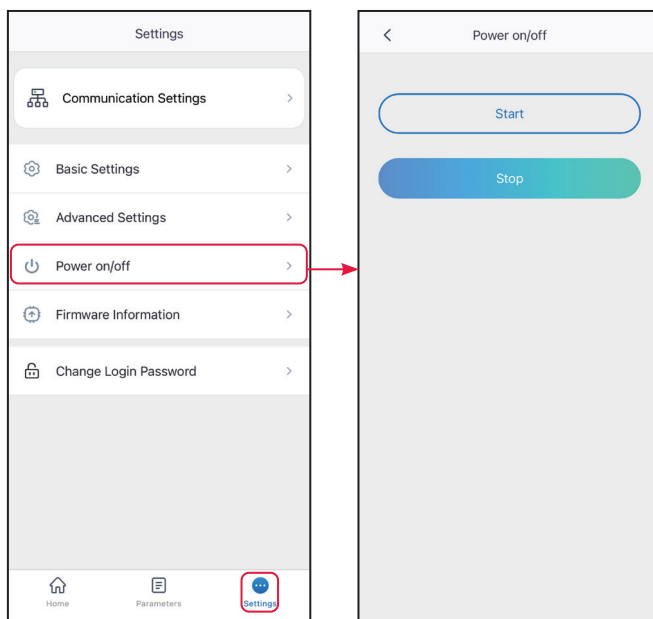 Settings
Communication Settings
Basic Settings
Advanced Settings
Power on/off
Firmware Information
Change Login Password
Home
Parameters
Settings
Power on/off
Start
Stop